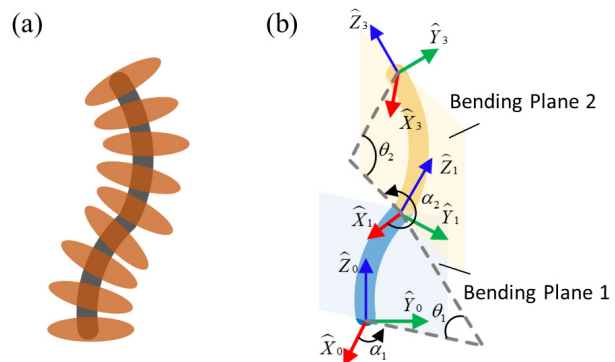 (a)
(b)
Ẑ₃
Ŷ₃
X̂₃
Bending Plane 2
θ₂
Ẑ₁
α₂
X̂₁
Ŷ₁
Ẑ₀
Bending Plane 1
Ŷ₀
θ₁
X̂₀
α₁